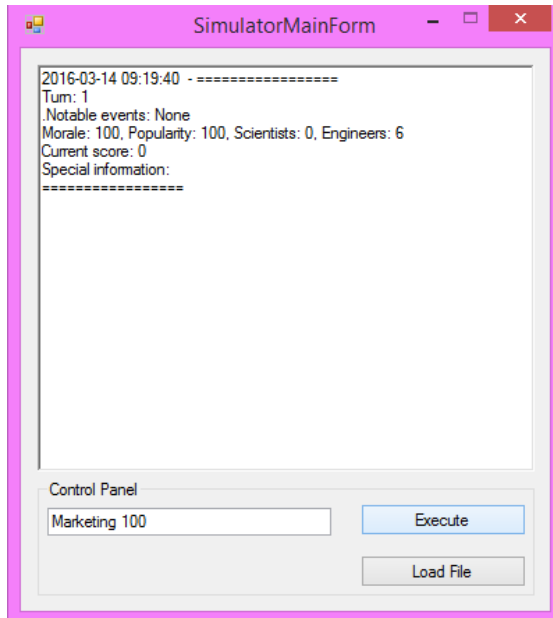 SimulatorMainForm
2016-03-14 09:19:40 - =================
Turn: 1
.Notable events: None
Morale: 100, Popularity: 100, Scientists: 0, Engineers: 6
Current score: 0
Special information:
=================
Control Panel
Marketing 100
Execute
Load File